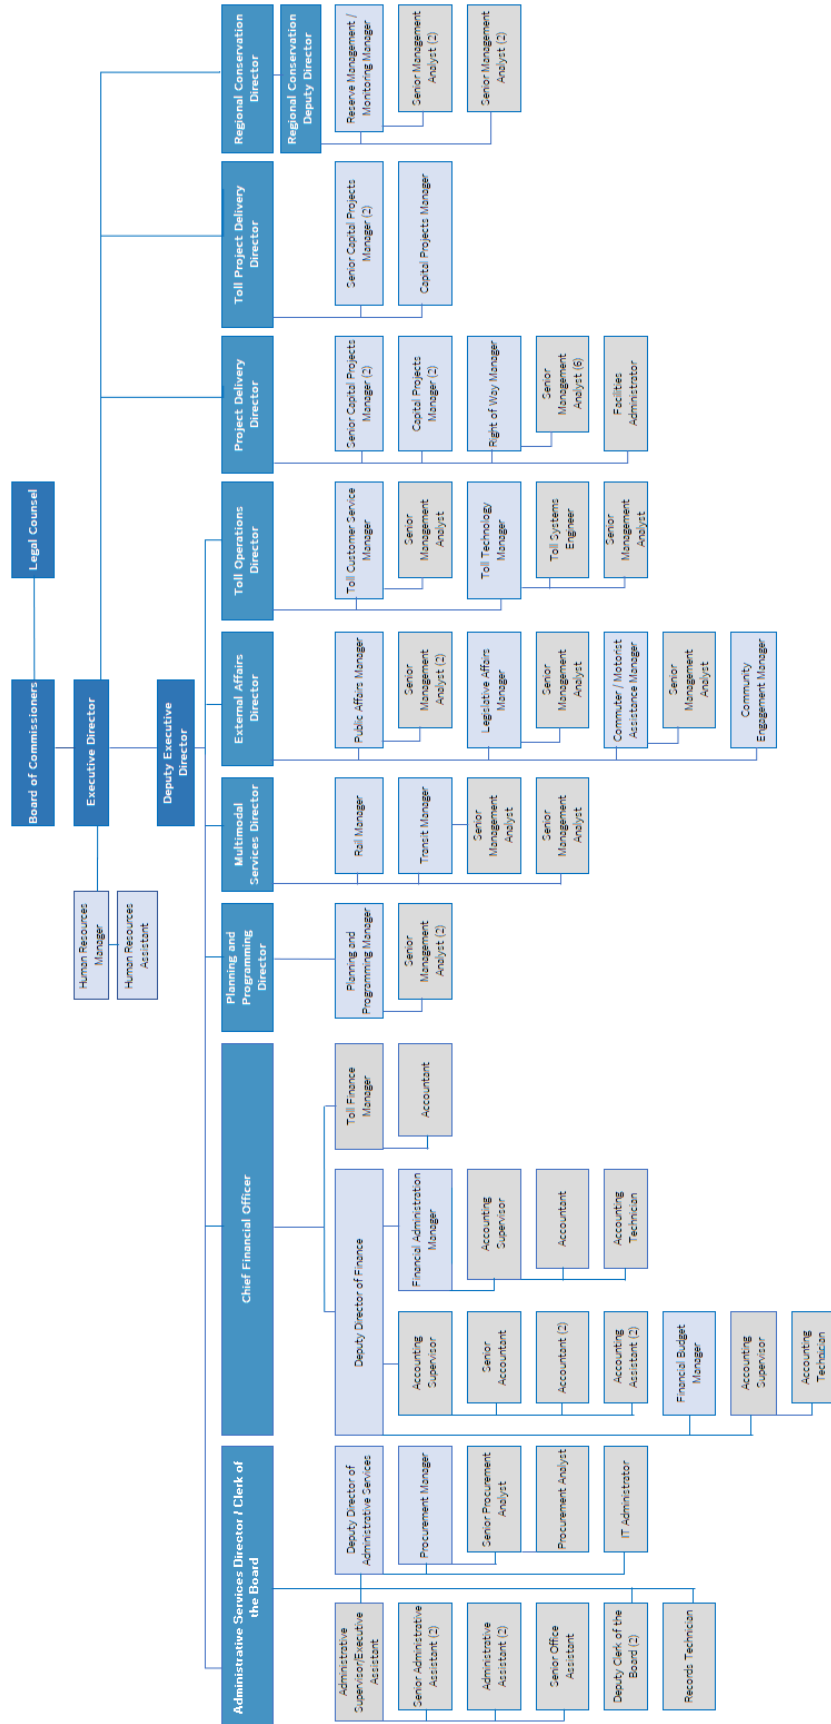 Board of Commissioners
Legal Counsel
Executive Director
Human Resources
Manager
Human Resources
Assistant
Deputy Executive
Director
Administrative Services Director / Clerk of
the Board
Chief Financial Officer
Planning and
Programming
Director
Multimodal
Services Director
External Affairs
Director
Toll Operations
Director
Project Delivery
Director
Toll Project Delivery
Director
Regional Conservation
Director
Regional Conservation
Deputy Director
Administrative
Supervisor/Executive
Assistant
Senior Administrative
Assistant (2)
Administrative
Assistant (2)
Senior Office
Assistant
Deputy Clerk of the
Board (2)
Records Technician
Deputy Director of
Administrative Services
Procurement Manager
Senior Procurement
Analyst
Procurement Analyst
IT Administrator
Deputy Director of Finance
Accounting
Supervisor
Senior
Accountant
Accountant (2)
Accounting
Assistant (2)
Financial Budget
Manager
Accounting
Supervisor
Accounting
Technician
Financial Administration
Manager
Accounting
Supervisor
Accountant
Accounting
Technician
Toll Finance
Manager
Accountant
Planning and
Programming Manager
Senior
Management
Analyst (2)
Rail Manager
Transit Manager
Senior
Management
Analyst
Senior
Management
Analyst
Public Affairs Manager
Senior
Management
Analyst (2)
Legislative Affairs
Manager
Senior
Management
Analyst
Commuter / Motorist
Assistance Manager
Senior
Management
Analyst
Community
Engagement Manager
Toll Customer Service
Manager
Senior
Management
Analyst
Toll Technology
Manager
Toll Systems
Engineer
Senior
Management
Analyst
Senior Capital Projects
Manager (2)
Capital Projects
Manager (2)
Right of Way Manager
Senior
Management
Analyst (6)
Facilities
Administrator
Senior Capital Projects
Manager (2)
Capital Projects Manager
Reserve Management /
Monitoring Manager
Senior Management
Analyst (2)
Senior Management
Analyst (2)